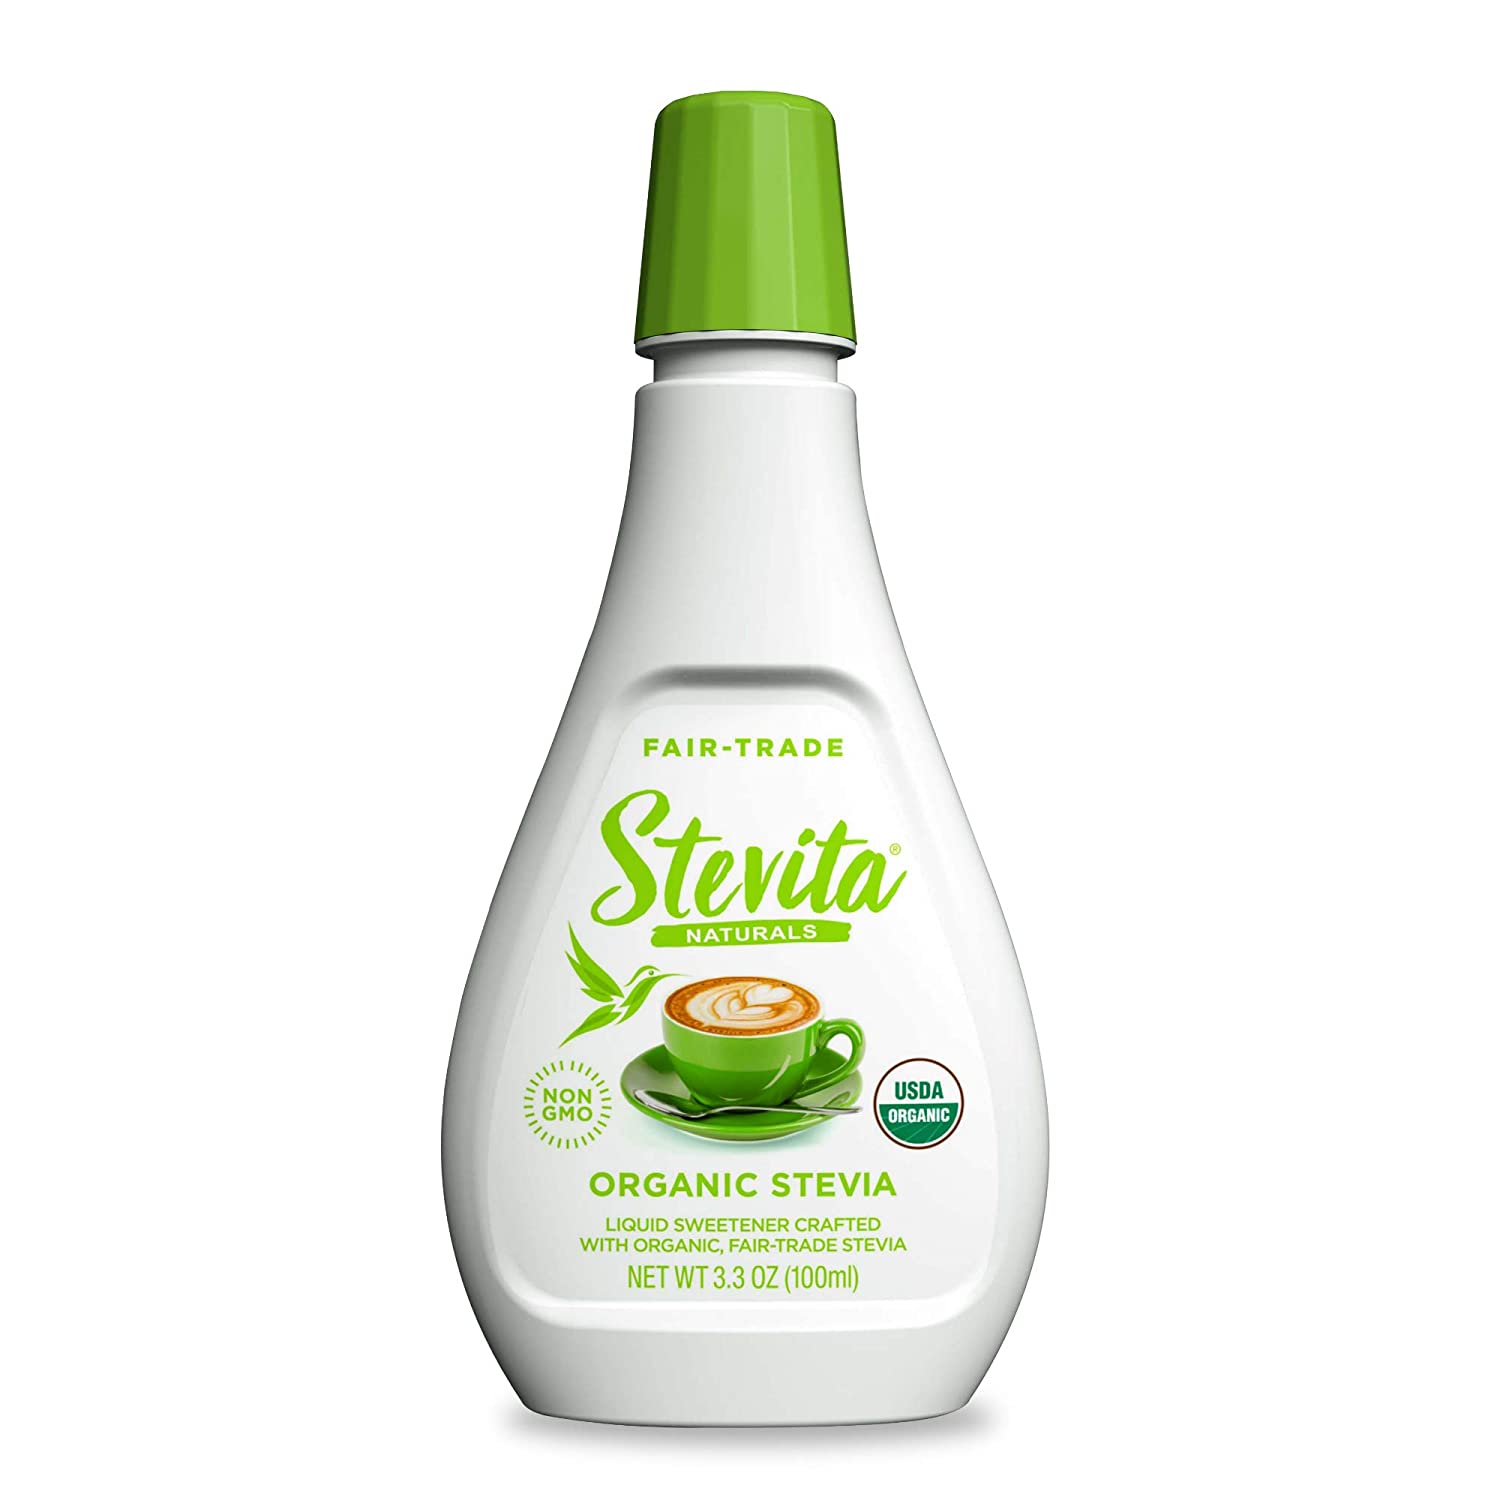 FAIR-TRADE
Stevita®
NATURALS
NON
GMO
USDA
ORGANIC
ORGANIC STEVIA
LIQUID SWEETENER CRAFTED
WITH ORGANIC, FAIR-TRADE STEVIA
NET WT 3.3 OZ (100ml)